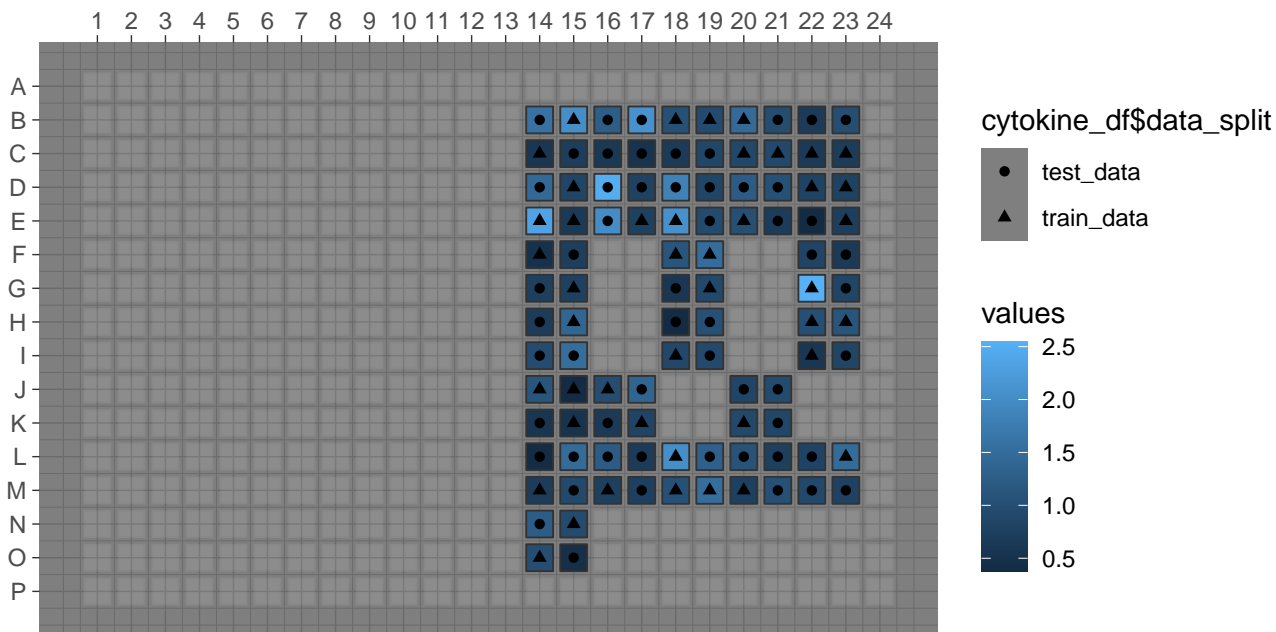 1 2 3 4 5 6 7 8 9 10 11 12 13 14 15 16 17 18 19 20 21 22 23 24
A
B
C
D
E
F
G
H
I
J
K
L
M
N
O
P
cytokine_df$data_split
test_data
train_data
values
2.5
2.0
1.5
1.0
0.5